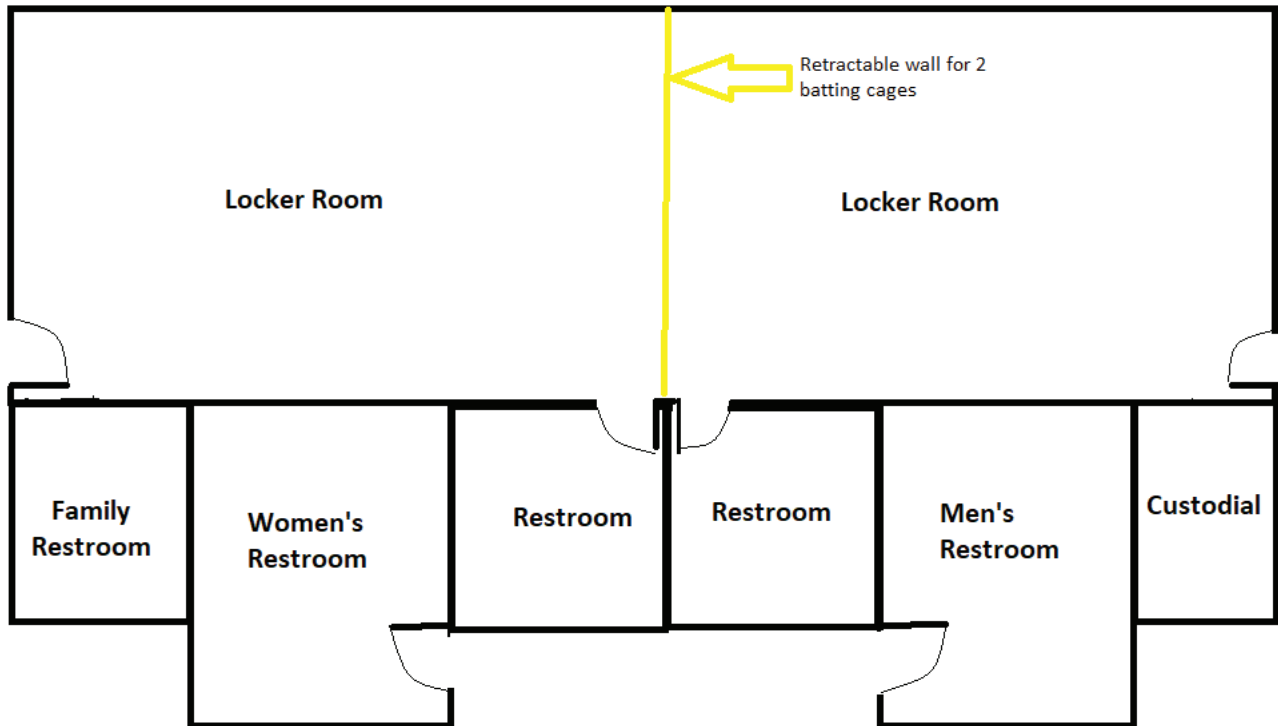 Retractable wall for 2
batting cages
Locker Room
Locker Room
Family
Restroom
Women's
Restroom
Restroom
Restroom
Men's
Restroom
Custodial